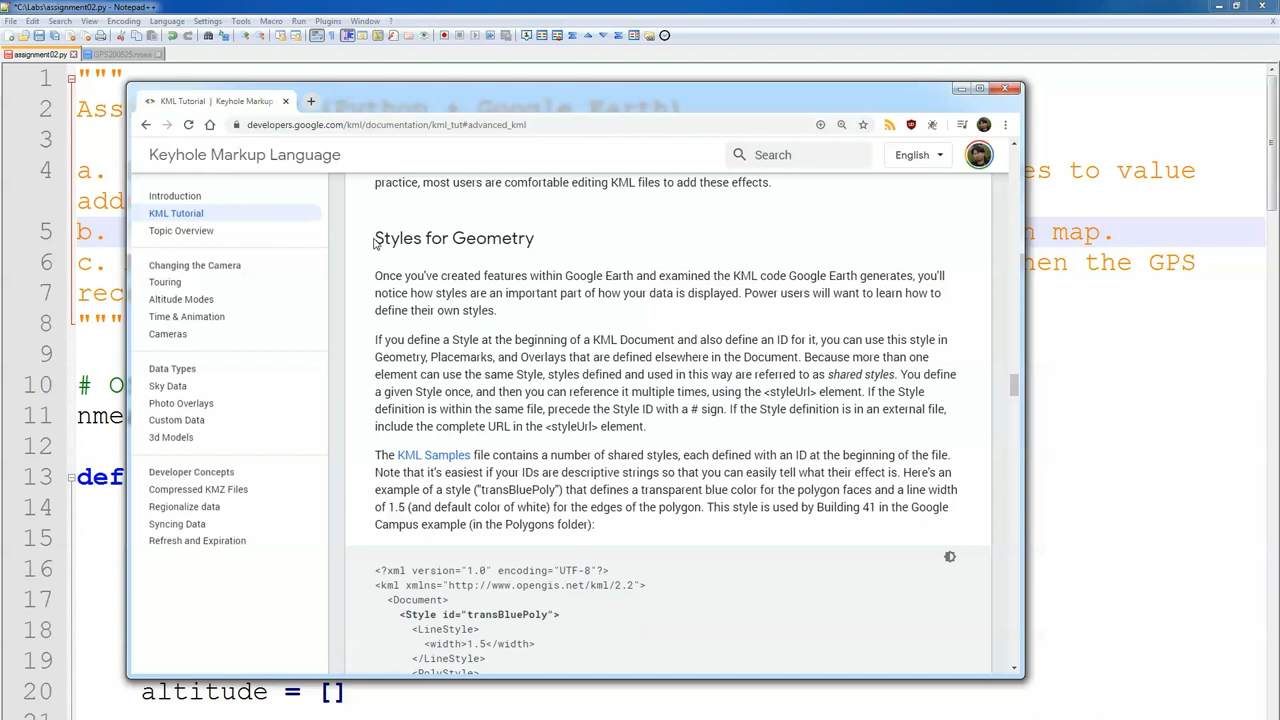 *C:\Labs\assignment02.py - Notepad++
File Edit Search View Encoding Language Settings Tools Macro Run Plugins Window ?
assignment02.py GPS200525.nmea
1 """
2 Ass (Python + Google Earth)
3
4 a. es to value
add
5 b. n map.
6 c. hen the GPS
7 rec
8 """
9
10 # O
11 nme
12
13 def
14
15
16
17
18
19
20 altitude = []
21
KML Tutorial | Keyhole Markup
developers.google.com/kml/documentation/kml_tut#advanced_kml
Keyhole Markup Language
Search
English
Introduction
KML Tutorial
Topic Overview
Changing the Camera
Touring
Altitude Modes
Time & Animation
Cameras
Data Types
Sky Data
Photo Overlays
Custom Data
3d Models
Developer Concepts
Compressed KMZ Files
Regionalize data
Syncing Data
Refresh and Expiration
practice, most users are comfortable editing KML files to add these effects.
Styles for Geometry
Once you've created features within Google Earth and examined the KML code Google Earth generates, you'll
notice how styles are an important part of how your data is displayed. Power users will want to learn how to
define their own styles.
If you define a Style at the beginning of a KML Document and also define an ID for it, you can use this style in
Geometry, Placemarks, and Overlays that are defined elsewhere in the Document. Because more than one
element can use the same Style, styles defined and used in this way are referred to as shared styles. You define
a given Style once, and then you can reference it multiple times, using the <styleUrl> element. If the Style
definition is within the same file, precede the Style ID with a # sign. If the Style definition is in an external file,
include the complete URL in the <styleUrl> element.
The KML Samples file contains a number of shared styles, each defined with an ID at the beginning of the file.
Note that it's easiest if your IDs are descriptive strings so that you can easily tell what their effect is. Here's an
example of a style ("transBluePoly") that defines a transparent blue color for the polygon faces and a line width
of 1.5 (and default color of white) for the edges of the polygon. This style is used by Building 41 in the Google
Campus example (in the Polygons folder):
<?xml version="1.0" encoding="UTF-8"?>
<kml xmlns="http://www.opengis.net/kml/2.2">
<Document>
<Style id="transBluePoly">
<LineStyle>
<width>1.5</width>
</LineStyle>
<PolyStyle>